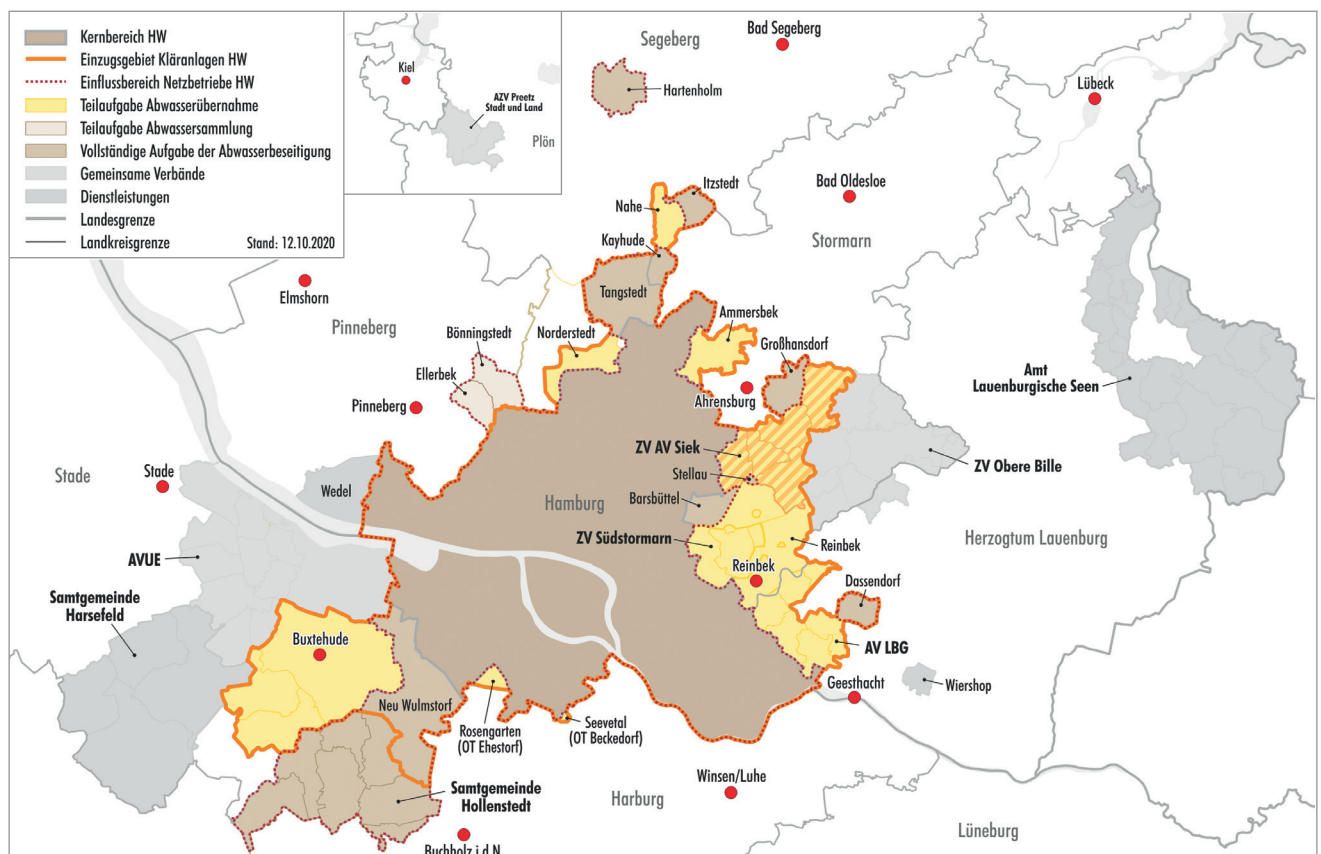 Kernbereich HW
Einzugsgebiet Kläranlagen HW
Einflussbereich Netzbetriebe HW
Teilaufgabe Abwasserübernahme
Teilaufgabe Abwassersammlung
Vollständige Aufgabe der Abwasserbeseitigung
Gemeinsame Verbände
Dienstleistungen
Landesgrenze
Landkreisgrenze
Stand: 12.10.2020
Kiel
AZV Preetz
Stadt und Land
Plön
Segeberg
Bad Segeberg
Hartenholm
Lübeck
Itzstedt
Bad Oldesloe
Nahe
Stormarn
Kayhude
Elmshorn
Tangstedt
Pinneberg
Ammersbek
Bönningstedt
Norderstedt
Großhansdorf
Ellerbek
Amt
Lauenburgische Seen
Ahrensburg
Pinneberg
ZV AV Siek
ZV Obere Bille
Stade
Stade
Stellau
Wedel
Hamburg
Barsbüttel
Herzogtum Lauenburg
ZV Südstormarn
Reinbek
AVUE
Reinbek
Dassendorf
Samtgemeinde
Harsefeld
Buxtehude
AV LBG
Wiershop
Geesthacht
Neu Wulmstorf
Rosengarten
(OT Ehestorf)
Seevetal
(OT Beckedorf)
Winsen/Luhe
Samtgemeinde
Hollenstedt
Harburg
Lüneburg
Buchholz i.d.N.